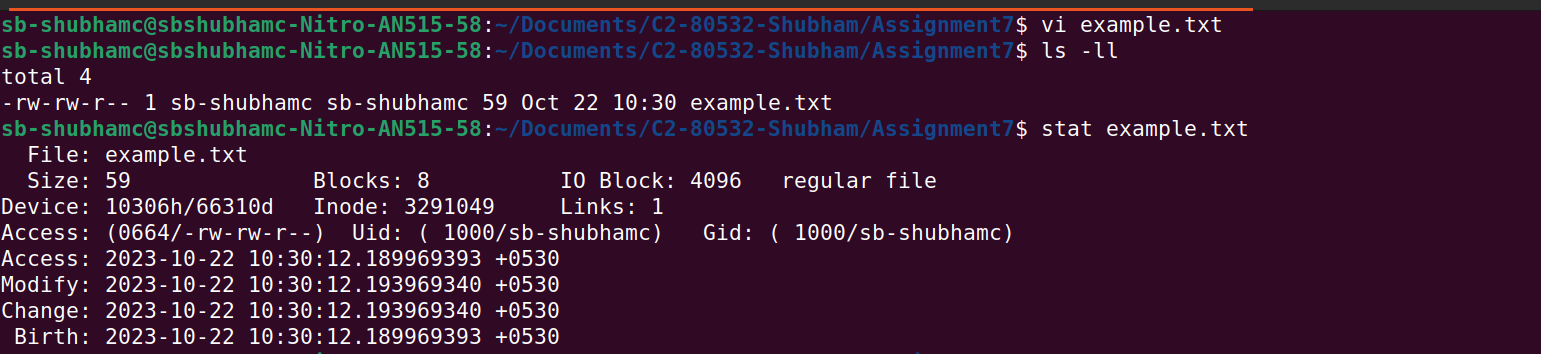 sb-shubhamc@sbshubhamc-Nitro-AN515-58:~/Documents/C2-80532-Shubham/Assignment7$ vi example.txt
sb-shubhamc@sbshubhamc-Nitro-AN515-58:~/Documents/C2-80532-Shubham/Assignment7$ ls -ll
total 4
-rw-rw-r-- 1 sb-shubhamc sb-shubhamc 59 Oct 22 10:30 example.txt
sb-shubhamc@sbshubhamc-Nitro-AN515-58:~/Documents/C2-80532-Shubham/Assignment7$ stat example.txt
  File: example.txt
  Size: 59              Blocks: 8          IO Block: 4096   regular file
Device: 10306h/66310d   Inode: 3291049     Links: 1
Access: (0664/-rw-rw-r--)  Uid: ( 1000/sb-shubhamc)   Gid: ( 1000/sb-shubhamc)
Access: 2023-10-22 10:30:12.189969393 +0530
Modify: 2023-10-22 10:30:12.193969340 +0530
Change: 2023-10-22 10:30:12.193969340 +0530
 Birth: 2023-10-22 10:30:12.189969393 +0530